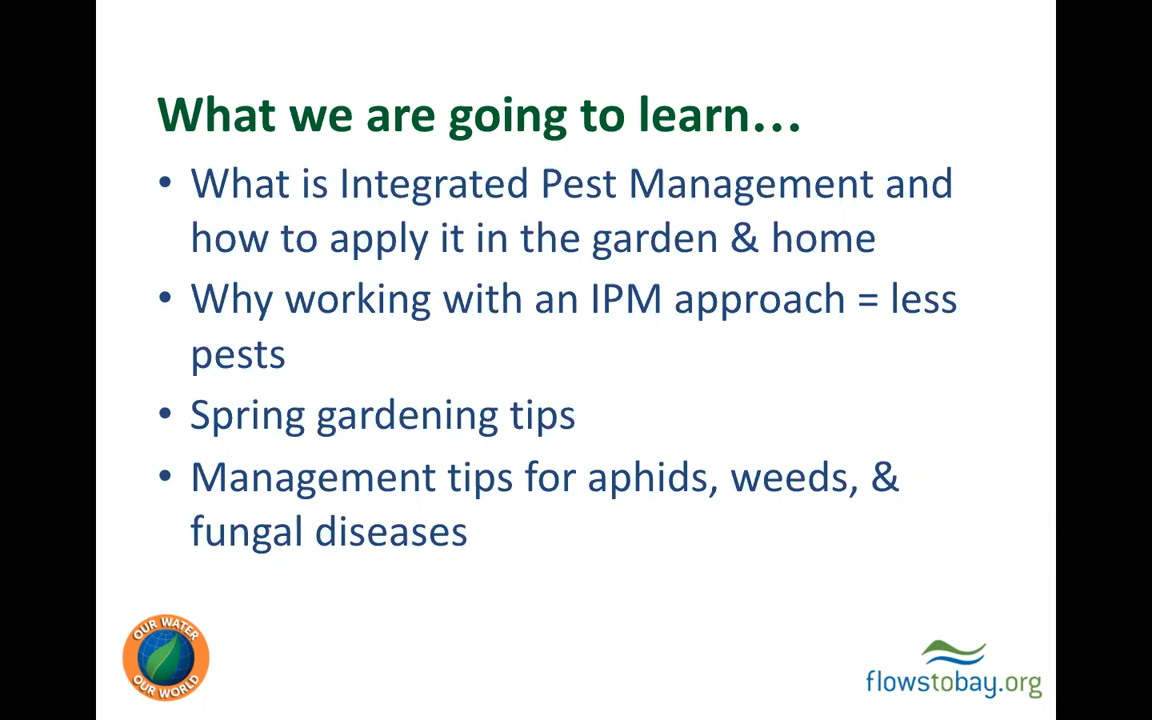 What we are going to learn...
• What is Integrated Pest Management and
how to apply it in the garden & home
• Why working with an IPM approach = less
pests
• Spring gardening tips
• Management tips for aphids, weeds, &
fungal diseases
OUR WATER
OUR WORLD
flowstobay.org